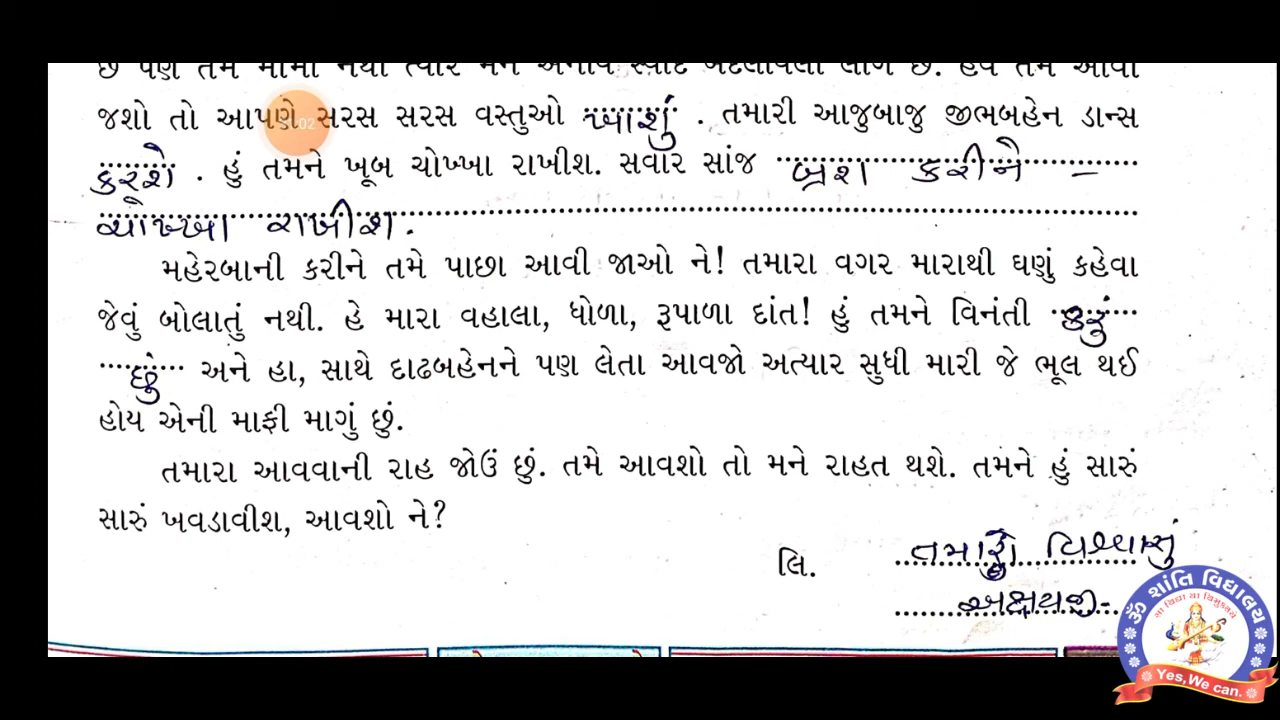 જશો તો આપણે સરસ સરસ વસ્તુઓ ખાશું . તમારી આજુબાજુ જીભબહેન ડાન્સ
કરશે . હું તમને ખૂબ ચોખ્ખા રાખીશ. સવાર સાંજ બ્રશ કરીને –
ચોખ્ખા રાખીશ .
મહેરબાની કરીને તમે પાછા આવી જાઓ ને! તમારા વગર મારાથી ઘણું કહેવા
જેવું બોલાતું નથી. હે મારા વહાલા, ધોળા, રૂપાળા દાંત! હું તમને વિનંતી કરું
છું અને હા, સાથે દાઢબહેનને પણ લેતા આવજો અત્યાર સુધી મારી જે ભૂલ થઈ
હોય એની માફી માગું છું.
તમારા આવવાની રાહ જોઉં છું. તમે આવશો તો મને રાહત થશે. તમને હું સારું
સારું ખવડાવીશ, આવશો ને?
લિ. તમારો વિશ્વાસું
ૐ શાંતિ વિદ્યાલય
સા વિદ્યા યા વિમુક્તયે
Yes, We can.